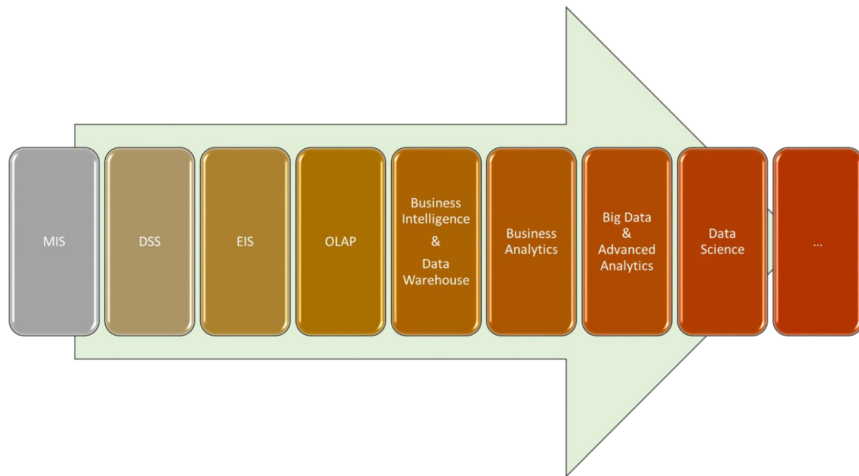 MIS
DSS
EIS
OLAP
Business
Intelligence
&
Data
Warehouse
Business
Analytics
Big Data
&
Advanced
Analytics
Data
Science
...